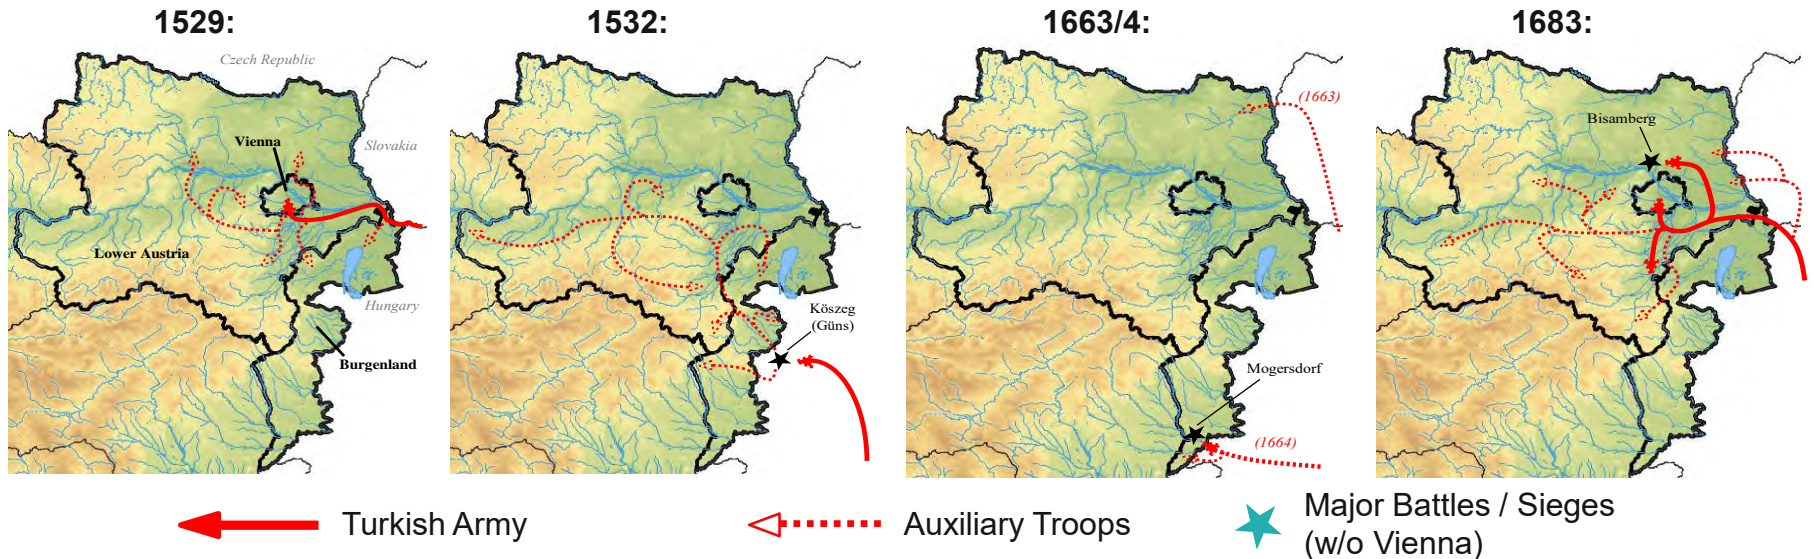 1529:
1532:
1663/4:
1683:
Czech Republic
Vienna
Slovakia
Lower Austria
Hungary
Burgenland
Köszeg
(Güns)
(1663)
Mogersdorf
(1664)
Bisamberg
Turkish Army
Auxiliary Troops
Major Battles / Sieges
(w/o Vienna)